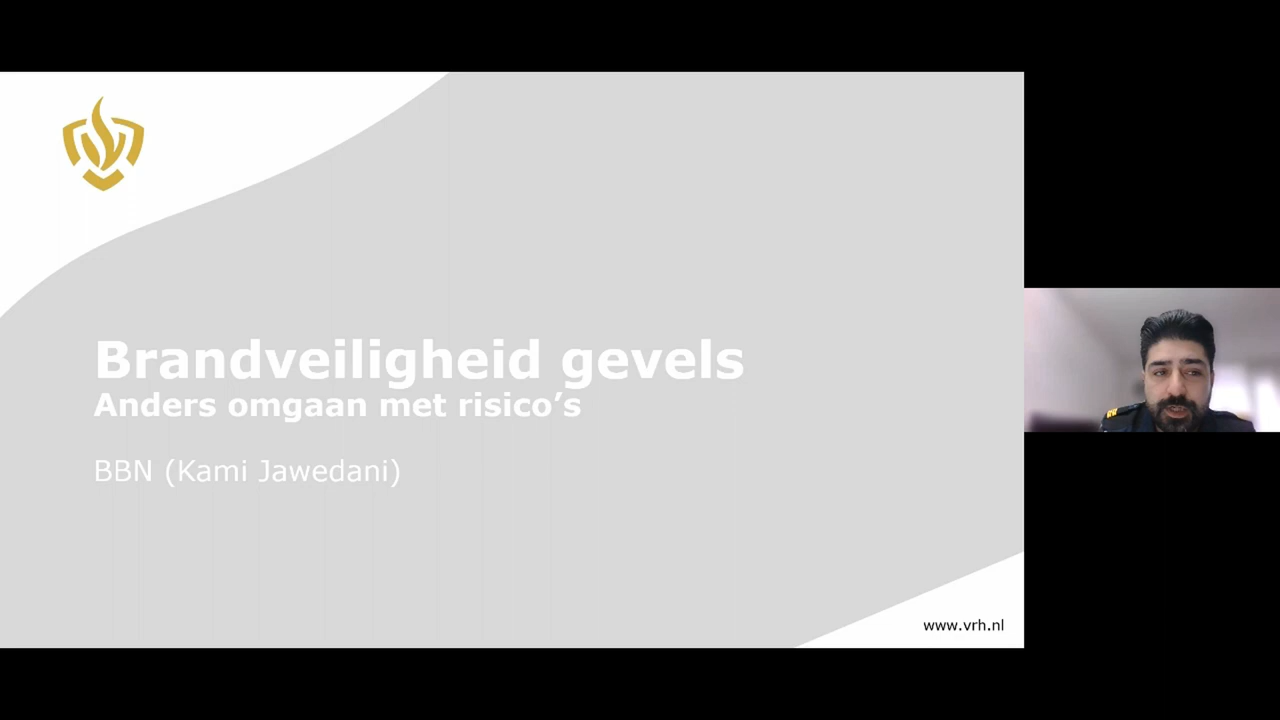 Brandveiligheid gevels
Anders omgaan met risico’s
BBN (Kami Jawedani)
www.vrh.nl